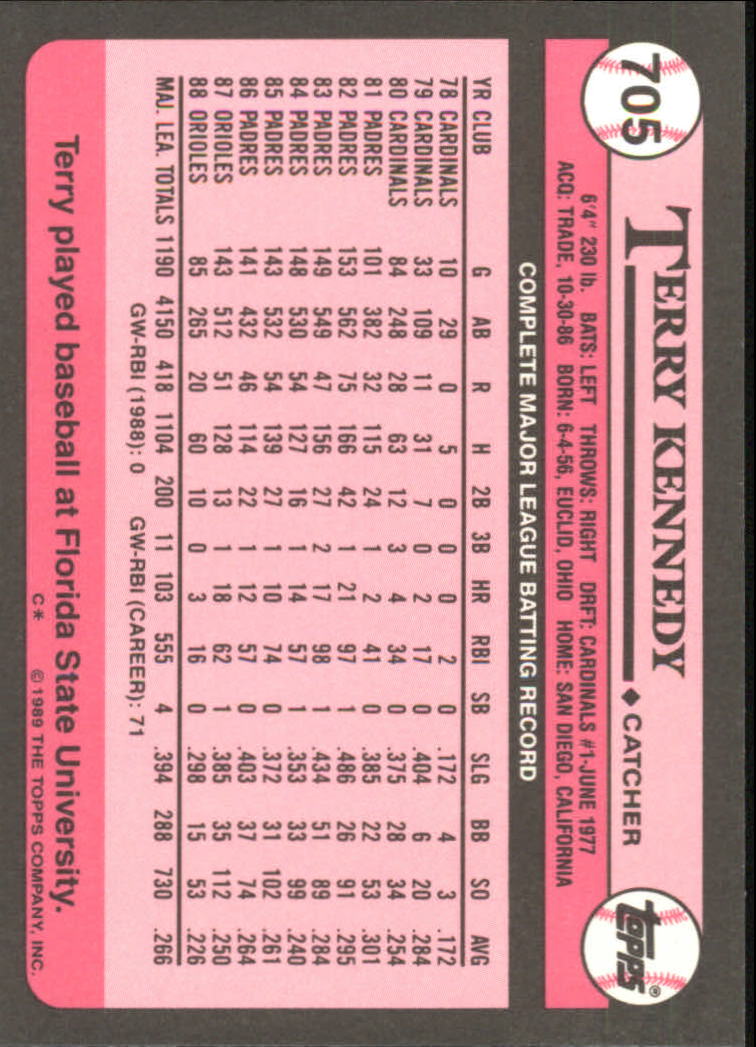 705
TERRY KENNEDY ♦ CATCHER
topps®
6'4" 230 lb. BATS: LEFT THROWS: RIGHT DRFT: CARDINALS #1-JUNE 1977
ACQ: TRADE, 10-30-86 BORN: 6-4-56, EUCLID, OHIO HOME: SAN DIEGO, CALIFORNIA
COMPLETE MAJOR LEAGUE BATTING RECORD
YR CLUB G AB R H 2B 3B HR RBI SB SLG BB SO AVG
78 CARDINALS 10 29 0 5 0 0 0 2 0 .172 4 3 .172
79 CARDINALS 33 109 11 31 7 0 2 17 0 .404 6 20 .284
80 CARDINALS 84 248 28 63 12 3 4 34 0 .375 28 34 .254
81 PADRES 101 382 32 115 24 1 2 41 0 .385 22 53 .301
82 PADRES 153 562 75 166 42 1 21 97 1 .486 26 91 .295
83 PADRES 149 549 47 156 27 2 17 98 1 .434 51 89 .284
84 PADRES 148 530 54 127 16 1 14 57 1 .353 33 99 .240
85 PADRES 143 532 54 139 27 1 10 74 0 .372 31 102 .261
86 PADRES 141 432 46 114 22 1 12 57 0 .403 37 74 .264
87 ORIOLES 143 512 51 128 13 1 18 62 1 .385 35 112 .250
88 ORIOLES 85 265 20 60 10 0 3 16 0 .298 15 53 .226
MAJ. LEA. TOTALS 1190 4150 418 1104 200 11 103 555 4 .394 288 730 .266
GW-RBI (1988): 0 GW-RBI (CAREER): 71
Terry played baseball at Florida State University.
C* ©1989 THE TOPPS COMPANY, INC.